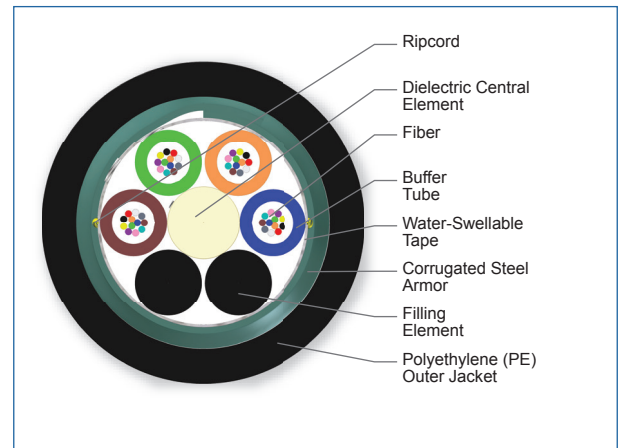 Ripcord
Dielectric Central
Element
Fiber
Buffer
Tube
Water-Swellable
Tape
Corrugated Steel
Armor
Filling
Element
Polyethylene (PE)
Outer Jacket